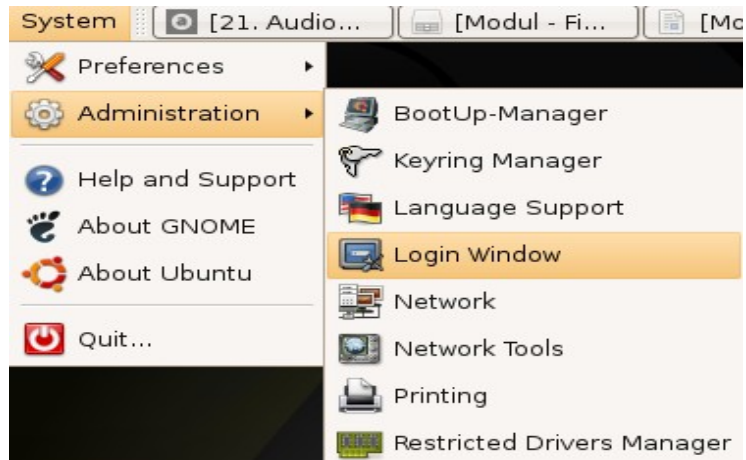 System [21. Audio... [Modul - Fi... [Mo
Preferences
Administration
Help and Support
About GNOME
About Ubuntu
Quit...
BootUp-Manager
Keyring Manager
Language Support
Login Window
Network
Network Tools
Printing
Restricted Drivers Manager